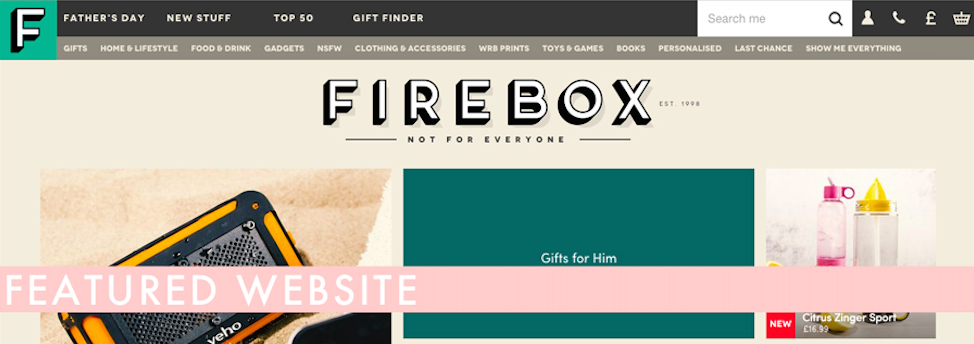 F
FATHER'S DAY NEW STUFF TOP 50 GIFT FINDER
Search me
£
GIFTS HOME & LIFESTYLE FOOD & DRINK GADGETS NSFW CLOTHING & ACCESSORIES WRB PRINTS TOYS & GAMES BOOKS PERSONALISED LAST CHANCE SHOW ME EVERYTHING
FIREBOX
EST. 1998
NOT FOR EVERYONE
Gifts for Him
FEATURED WEBSITE
veho
NEW
Citrus Zinger Sport
£16.99